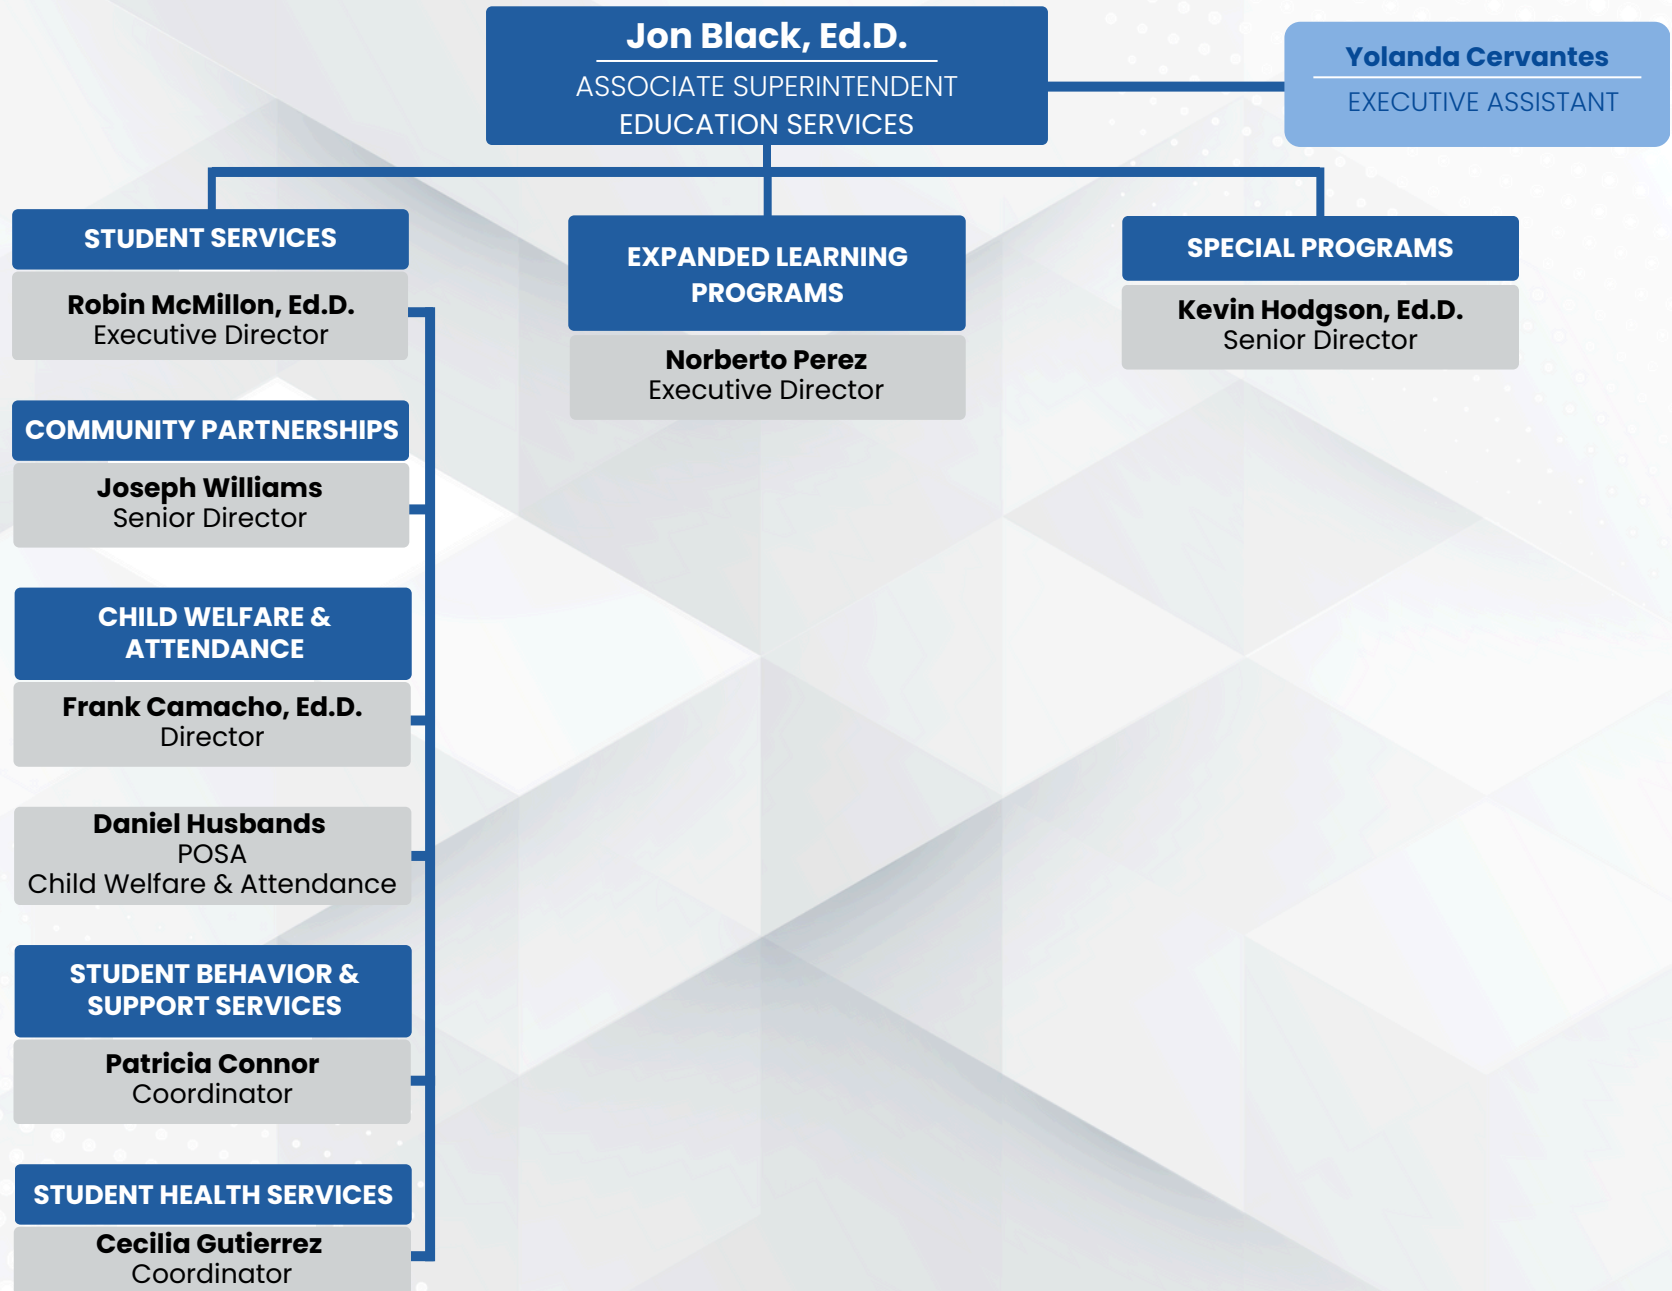 Jon Black, Ed.D.
ASSOCIATE SUPERINTENDENT
EDUCATION SERVICES
Yolanda Cervantes
EXECUTIVE ASSISTANT
STUDENT SERVICES
Robin McMillon, Ed.D.
Executive Director
COMMUNITY PARTNERSHIPS
Joseph Williams
Senior Director
CHILD WELFARE &
ATTENDANCE
Frank Camacho, Ed.D.
Director
Daniel Husbands
POSA
Child Welfare & Attendance
STUDENT BEHAVIOR &
SUPPORT SERVICES
Patricia Connor
Coordinator
STUDENT HEALTH SERVICES
Cecilia Gutierrez
Coordinator
EXPANDED LEARNING
PROGRAMS
Norberto Perez
Executive Director
SPECIAL PROGRAMS
Kevin Hodgson, Ed.D.
Senior Director